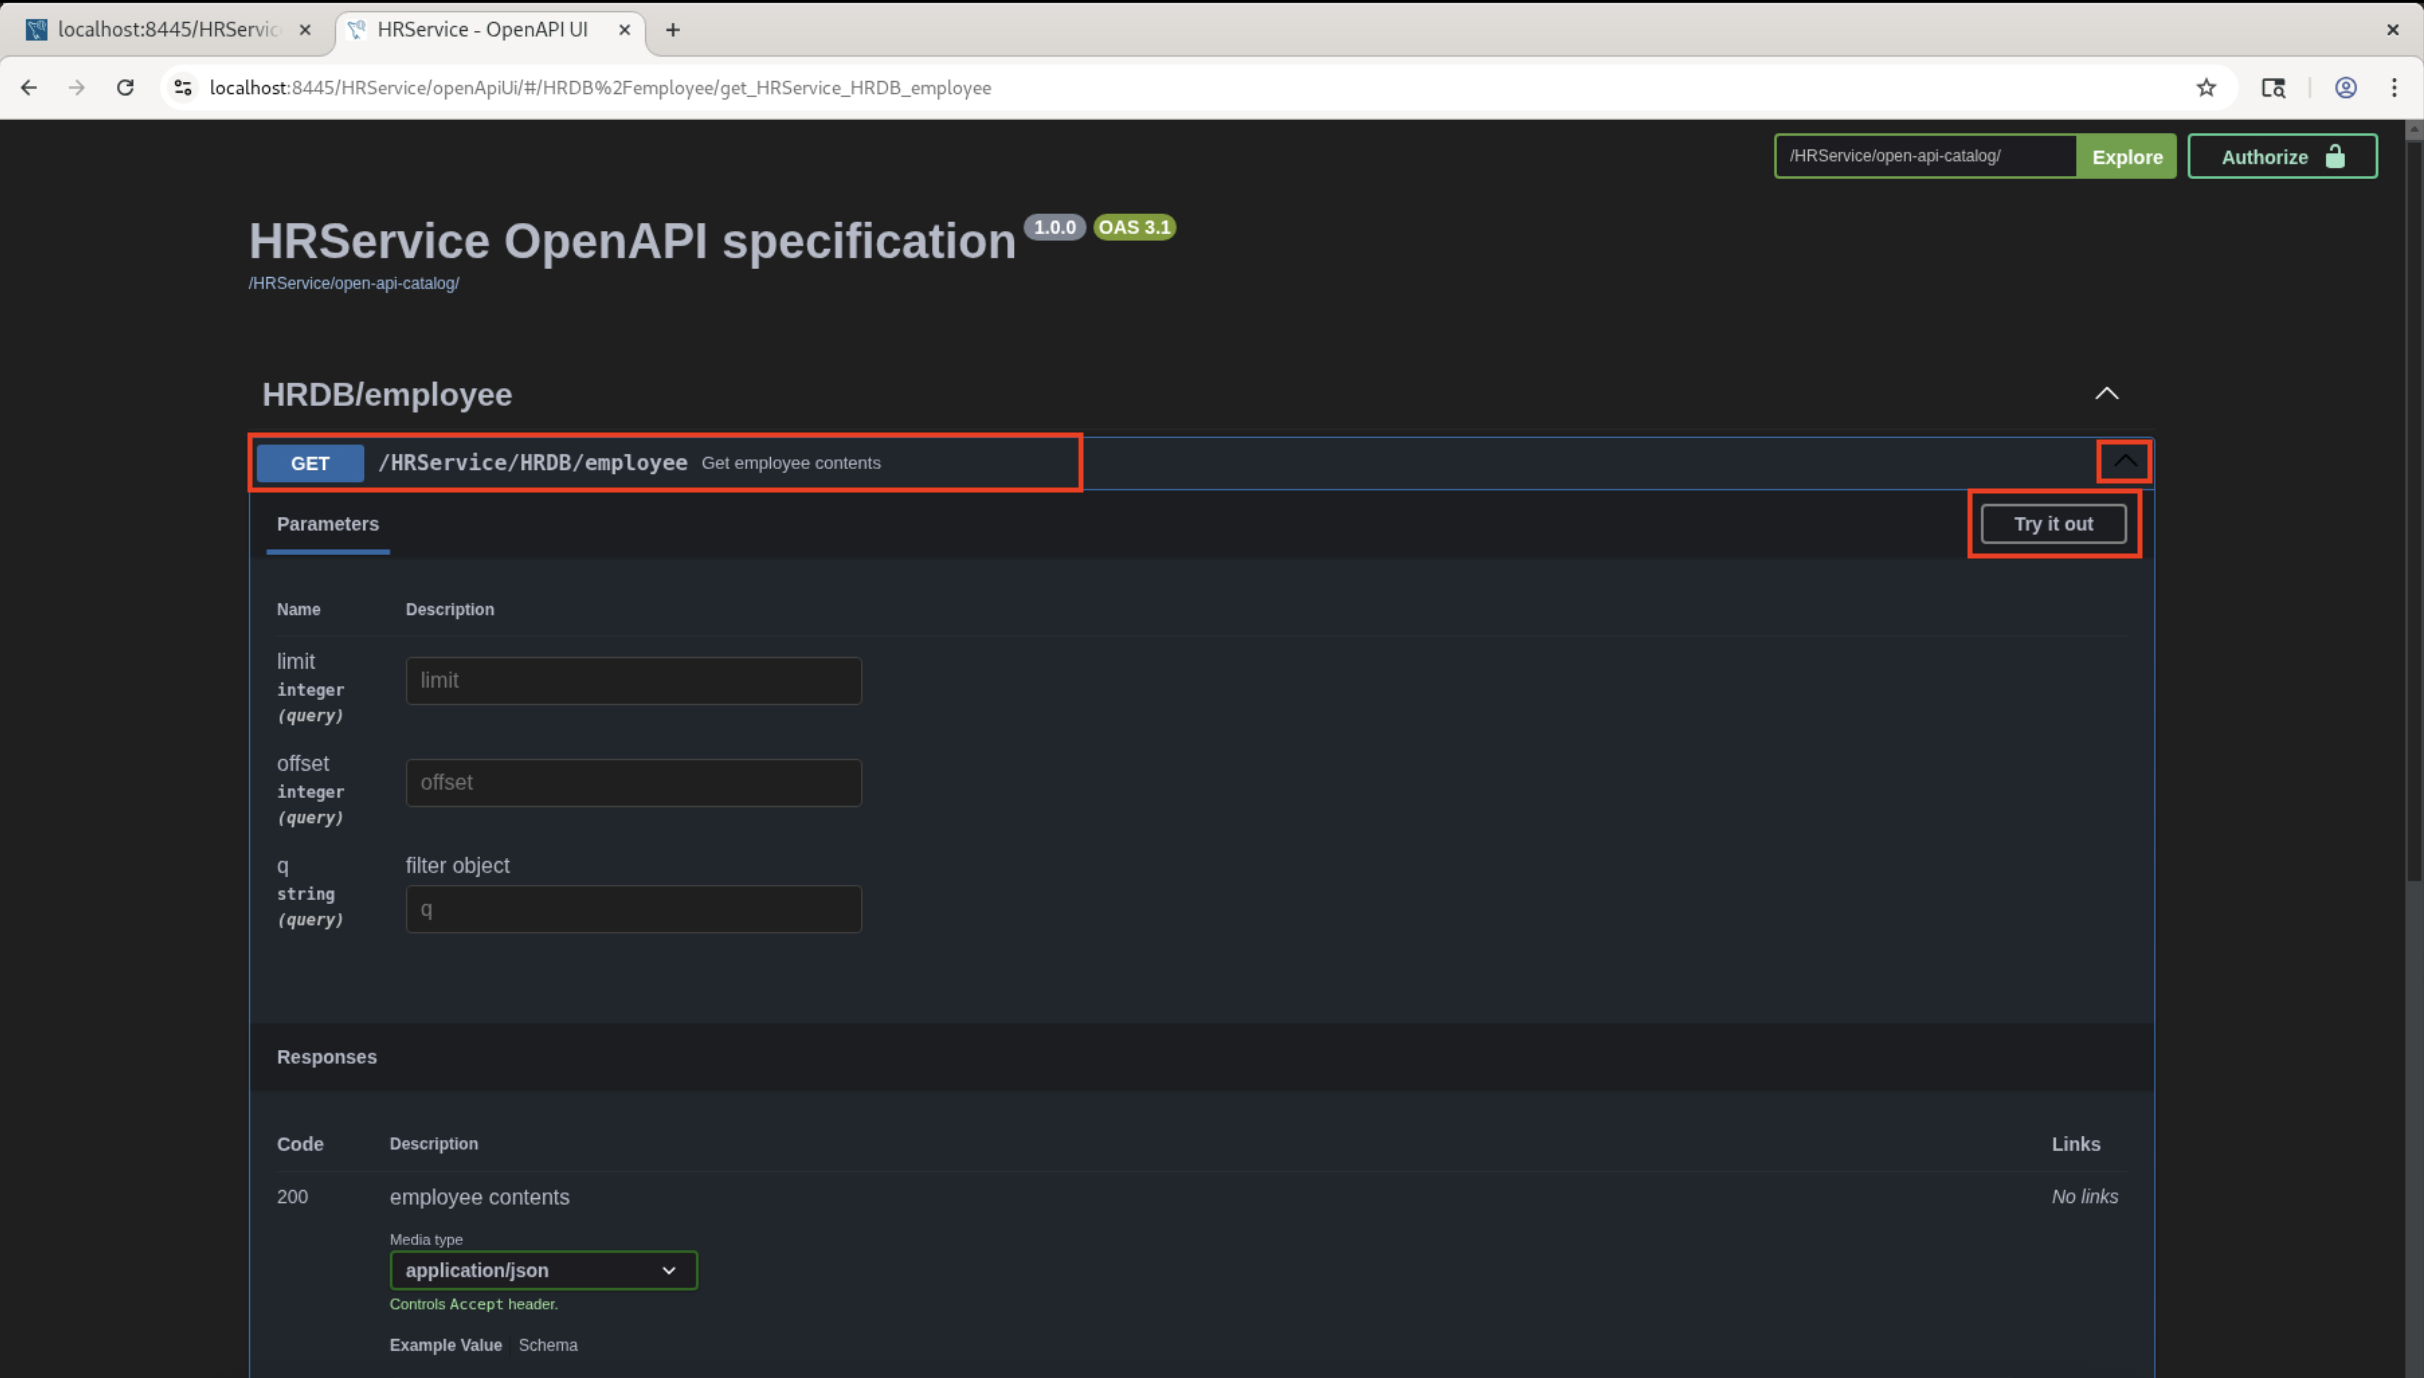 localhost:8445/HRServic
HRService - OpenAPI UI
localhost:8445/HRService/openApiUi/#/HRDB%2Femployee/get_HRService_HRDB_employee
/HRService/open-api-catalog/ Explore Authorize
HRService OpenAPI specification 1.0.0 OAS 3.1
/HRService/open-api-catalog/
HRDB/employee
GET /HRService/HRDB/employee Get employee contents
Parameters Try it out
Name Description
limit
integer
(query)
limit
offset
integer
(query)
offset
q
string
(query)
filter object
q
Responses
Code Description Links
200 employee contents No links
Media type
application/json
Controls Accept header.
Example Value Schema